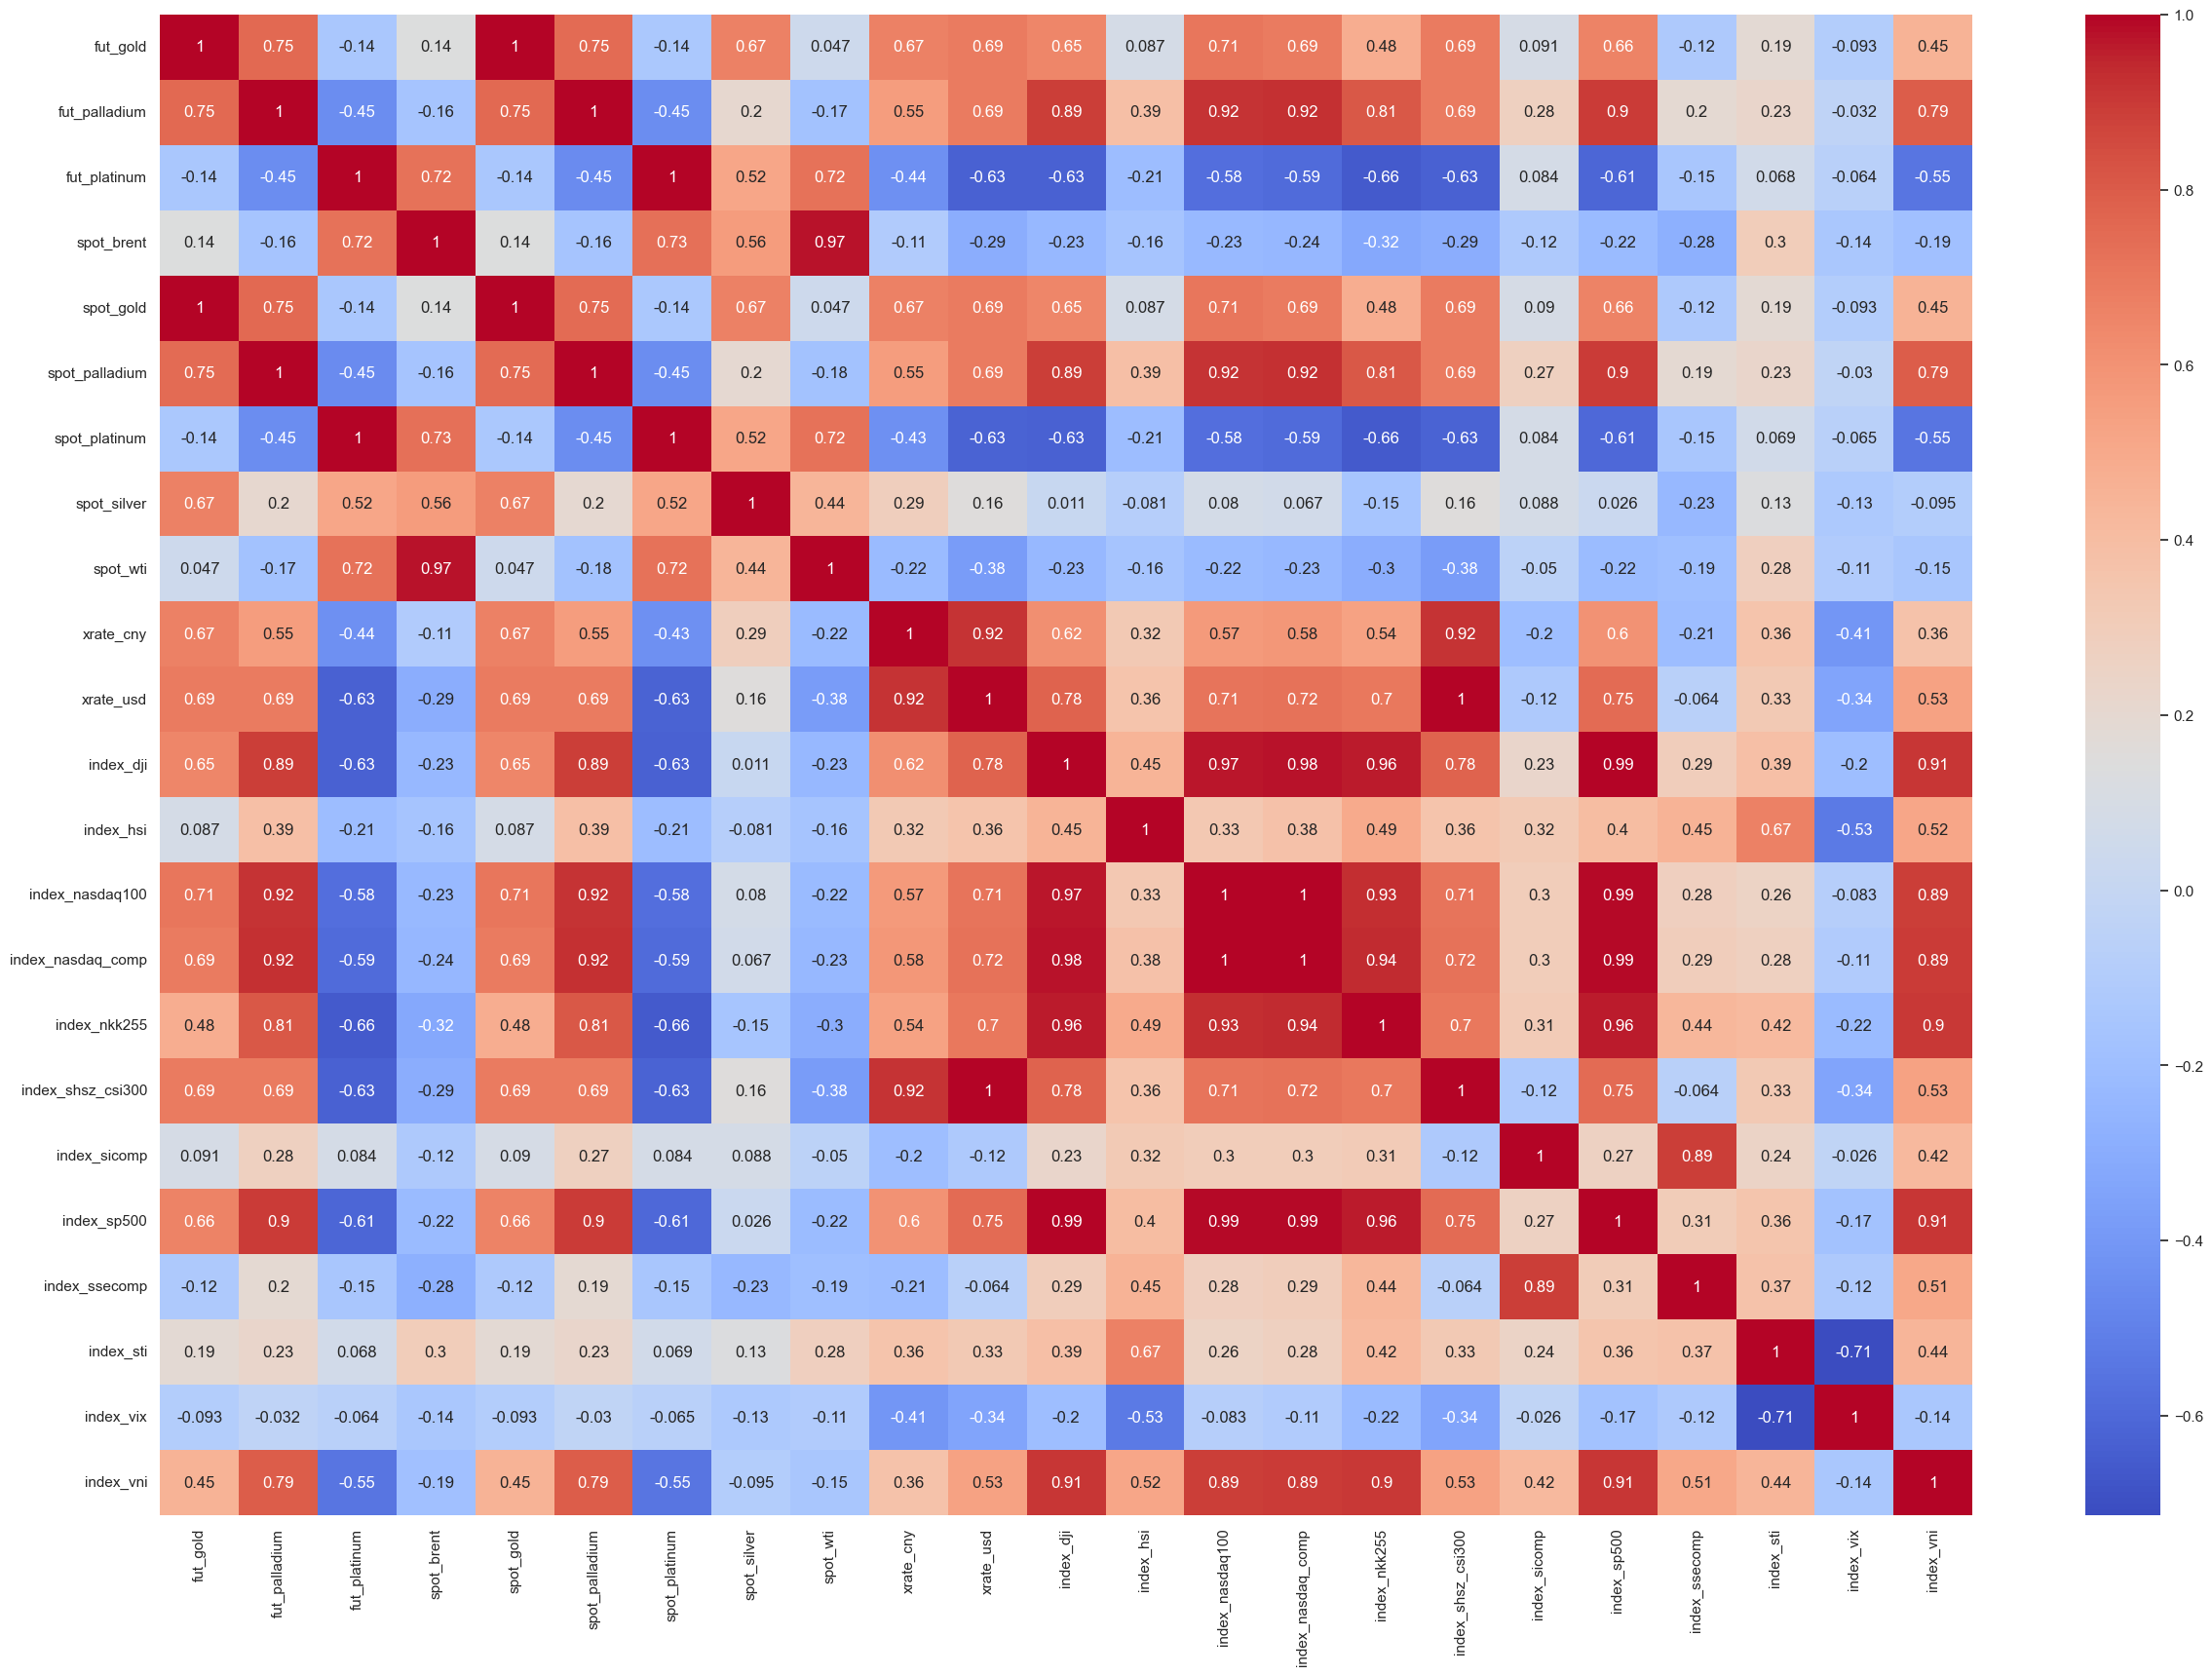 fut_gold 1 0.75 -0.14 0.14 1 0.75 -0.14 0.67 0.047 0.67 0.69 0.65 0.087 0.71 0.69 0.48 0.69 0.091 0.66 -0.12 0.19 -0.093 0.45 1.0
fut_palladium 0.75 1 -0.45 -0.16 0.75 1 -0.45 0.2 -0.17 0.55 0.69 0.89 0.39 0.92 0.92 0.81 0.69 0.28 0.9 0.2 0.23 -0.032 0.79
fut_platinum -0.14 -0.45 1 0.72 -0.14 -0.45 1 0.52 0.72 -0.44 -0.63 -0.63 -0.21 -0.58 -0.59 -0.66 -0.63 0.084 -0.61 -0.15 0.068 -0.064 -0.55 0.8
spot_brent 0.14 -0.16 0.72 1 0.14 -0.16 0.73 0.56 0.97 -0.11 -0.29 -0.23 -0.16 -0.23 -0.24 -0.32 -0.29 -0.12 -0.22 -0.28 0.3 -0.14 -0.19
spot_gold 1 0.75 -0.14 0.14 1 0.75 -0.14 0.67 0.047 0.67 0.69 0.65 0.087 0.71 0.69 0.48 0.69 0.09 0.66 -0.12 0.19 -0.093 0.45
spot_palladium 0.75 1 -0.45 -0.16 0.75 1 -0.45 0.2 -0.18 0.55 0.69 0.89 0.39 0.92 0.92 0.81 0.69 0.27 0.9 0.19 0.23 -0.03 0.79 0.6
spot_platinum -0.14 -0.45 1 0.73 -0.14 -0.45 1 0.52 0.72 -0.43 -0.63 -0.63 -0.21 -0.58 -0.59 -0.66 -0.63 0.084 -0.61 -0.15 0.069 -0.065 -0.55
spot_silver 0.67 0.2 0.52 0.56 0.67 0.2 0.52 1 0.44 0.29 0.16 0.011 -0.081 0.08 0.067 -0.15 0.16 0.088 0.026 -0.23 0.13 -0.13 -0.095
spot_wti 0.047 -0.17 0.72 0.97 0.047 -0.18 0.72 0.44 1 -0.22 -0.38 -0.23 -0.16 -0.22 -0.23 -0.3 -0.38 -0.05 -0.22 -0.19 0.28 -0.11 -0.15 0.4
xrate_cny 0.67 0.55 -0.44 -0.11 0.67 0.55 -0.43 0.29 -0.22 1 0.92 0.62 0.32 0.57 0.58 0.54 0.92 -0.2 0.6 -0.21 0.36 -0.41 0.36
xrate_usd 0.69 0.69 -0.63 -0.29 0.69 0.69 -0.63 0.16 -0.38 0.92 1 0.78 0.36 0.71 0.72 0.7 1 -0.12 0.75 -0.064 0.33 -0.34 0.53 0.2
index_dji 0.65 0.89 -0.63 -0.23 0.65 0.89 -0.63 0.011 -0.23 0.62 0.78 1 0.45 0.97 0.98 0.96 0.78 0.23 0.99 0.29 0.39 -0.2 0.91
index_hsi 0.087 0.39 -0.21 -0.16 0.087 0.39 -0.21 -0.081 -0.16 0.32 0.36 0.45 1 0.33 0.38 0.49 0.36 0.32 0.4 0.45 0.67 -0.53 0.52
index_nasdaq100 0.71 0.92 -0.58 -0.23 0.71 0.92 -0.58 0.08 -0.22 0.57 0.71 0.97 0.33 1 1 0.93 0.71 0.3 0.99 0.28 0.26 -0.083 0.89 0.0
index_nasdaq_comp 0.69 0.92 -0.59 -0.24 0.69 0.92 -0.59 0.067 -0.23 0.58 0.72 0.98 0.38 1 1 0.94 0.72 0.3 0.99 0.29 0.28 -0.11 0.89
index_nkk255 0.48 0.81 -0.66 -0.32 0.48 0.81 -0.66 -0.15 -0.3 0.54 0.7 0.96 0.49 0.93 0.94 1 0.7 0.31 0.96 0.44 0.42 -0.22 0.9
index_shsz_csi300 0.69 0.69 -0.63 -0.29 0.69 0.69 -0.63 0.16 -0.38 0.92 1 0.78 0.36 0.71 0.72 0.7 1 -0.12 0.75 -0.064 0.33 -0.34 0.53 -0.2
index_sicomp 0.091 0.28 0.084 -0.12 0.09 0.27 0.084 0.088 -0.05 -0.2 -0.12 0.23 0.32 0.3 0.3 0.31 -0.12 1 0.27 0.89 0.24 -0.026 0.42
index_sp500 0.66 0.9 -0.61 -0.22 0.66 0.9 -0.61 0.026 -0.22 0.6 0.75 0.99 0.4 0.99 0.99 0.96 0.75 0.27 1 0.31 0.36 -0.17 0.91 -0.4
index_ssecomp -0.12 0.2 -0.15 -0.28 -0.12 0.19 -0.15 -0.23 -0.19 -0.21 -0.064 0.29 0.45 0.28 0.29 0.44 -0.064 0.89 0.31 1 0.37 -0.12 0.51
index_sti 0.19 0.23 0.068 0.3 0.19 0.23 0.069 0.13 0.28 0.36 0.33 0.39 0.67 0.26 0.28 0.42 0.33 0.24 0.36 0.37 1 -0.71 0.44
index_vix -0.093 -0.032 -0.064 -0.14 -0.093 -0.03 -0.065 -0.13 -0.11 -0.41 -0.34 -0.2 -0.53 -0.083 -0.11 -0.22 -0.34 -0.026 -0.17 -0.12 -0.71 1 -0.14 -0.6
index_vni 0.45 0.79 -0.55 -0.19 0.45 0.79 -0.55 -0.095 -0.15 0.36 0.53 0.91 0.52 0.89 0.89 0.9 0.53 0.42 0.91 0.51 0.44 -0.14 1
fut_gold fut_palladium fut_platinum spot_brent spot_gold spot_palladium spot_platinum spot_silver spot_wti xrate_cny xrate_usd index_dji index_hsi index_nasdaq100 index_nasdaq_comp index_nkk255 index_shsz_csi300 index_sicomp index_sp500 index_ssecomp index_sti index_vix index_vni